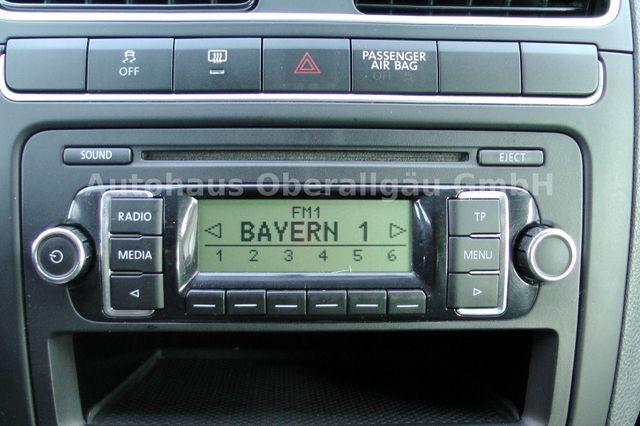 OFF
PASSENGER
AIR BAG
OFF
SOUND
EJECT
Autohaus Oberallgäu GmbH
RADIO
FM1
TP
BAYERN 1
MEDIA
MENU
1 2 3 4 5 6